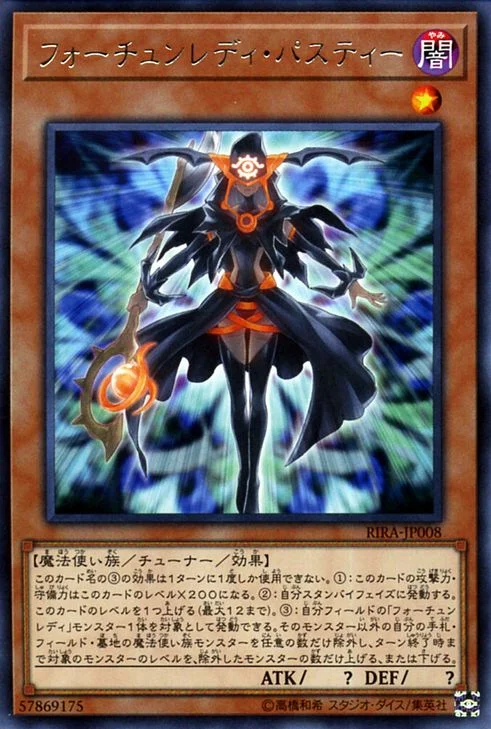 フォーチュンレディ・パスティー
闇
RIRA-JP008
【魔法使い族／チューナー／効果】
このカード名の③の効果は1ターンに1度しか使用できない。①：このカードの攻撃力・
守備力はこのカードのレベル×200になる。②：自分スタンバイフェイズに発動する。
このカードのレベルを1つ上げる（最大12まで）。③：自分フィールドの「フォーチュン
レディ」モンスター1体を対象として発動できる。そのモンスター以外の自分の手札・
フィールド・墓地の魔法使い族モンスターを任意の数だけ除外し、ターン終了時ま
で対象のモンスターのレベルを、除外したモンスターの数だけ上げる、または下げる。
ATK/ ? DEF/ ?
57869175
©高橋和希 スタジオ・ダイス/集英社